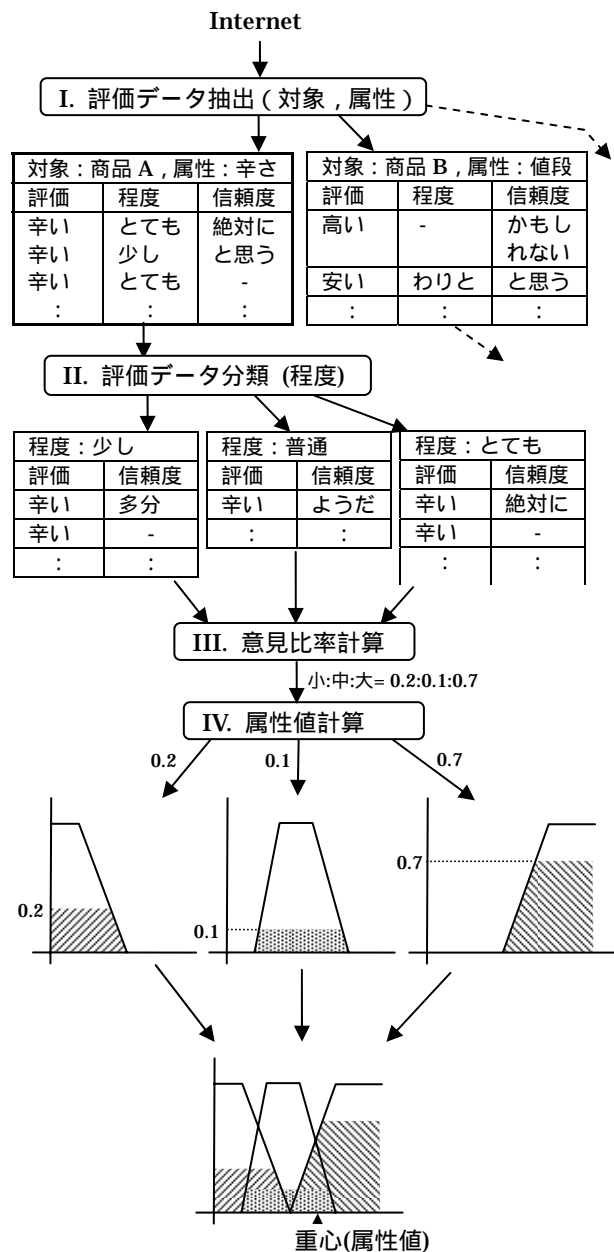 Internet
I. 評価データ抽出（対象，属性）
対象：商品 A，属性：辛さ
評価 程度 信頼度
辛い とても 絶対に
辛い 少し と思う
辛い とても -
： ： ：
対象：商品 B，属性：値段
評価 程度 信頼度
高い - かもし
れない
安い わりと と思う
： ： ：
II. 評価データ分類 (程度)
程度：少し
評価 信頼度
辛い 多分
辛い -
： ：
程度：普通
評価 信頼度
辛い ようだ
： ：
程度：とても
評価 信頼度
辛い 絶対に
辛い -
： ：
III. 意見比率計算
小:中:大= 0.2:0.1:0.7
IV. 属性値計算
0.2 0.1 0.7
0.2
0.1
0.7
重心(属性値)